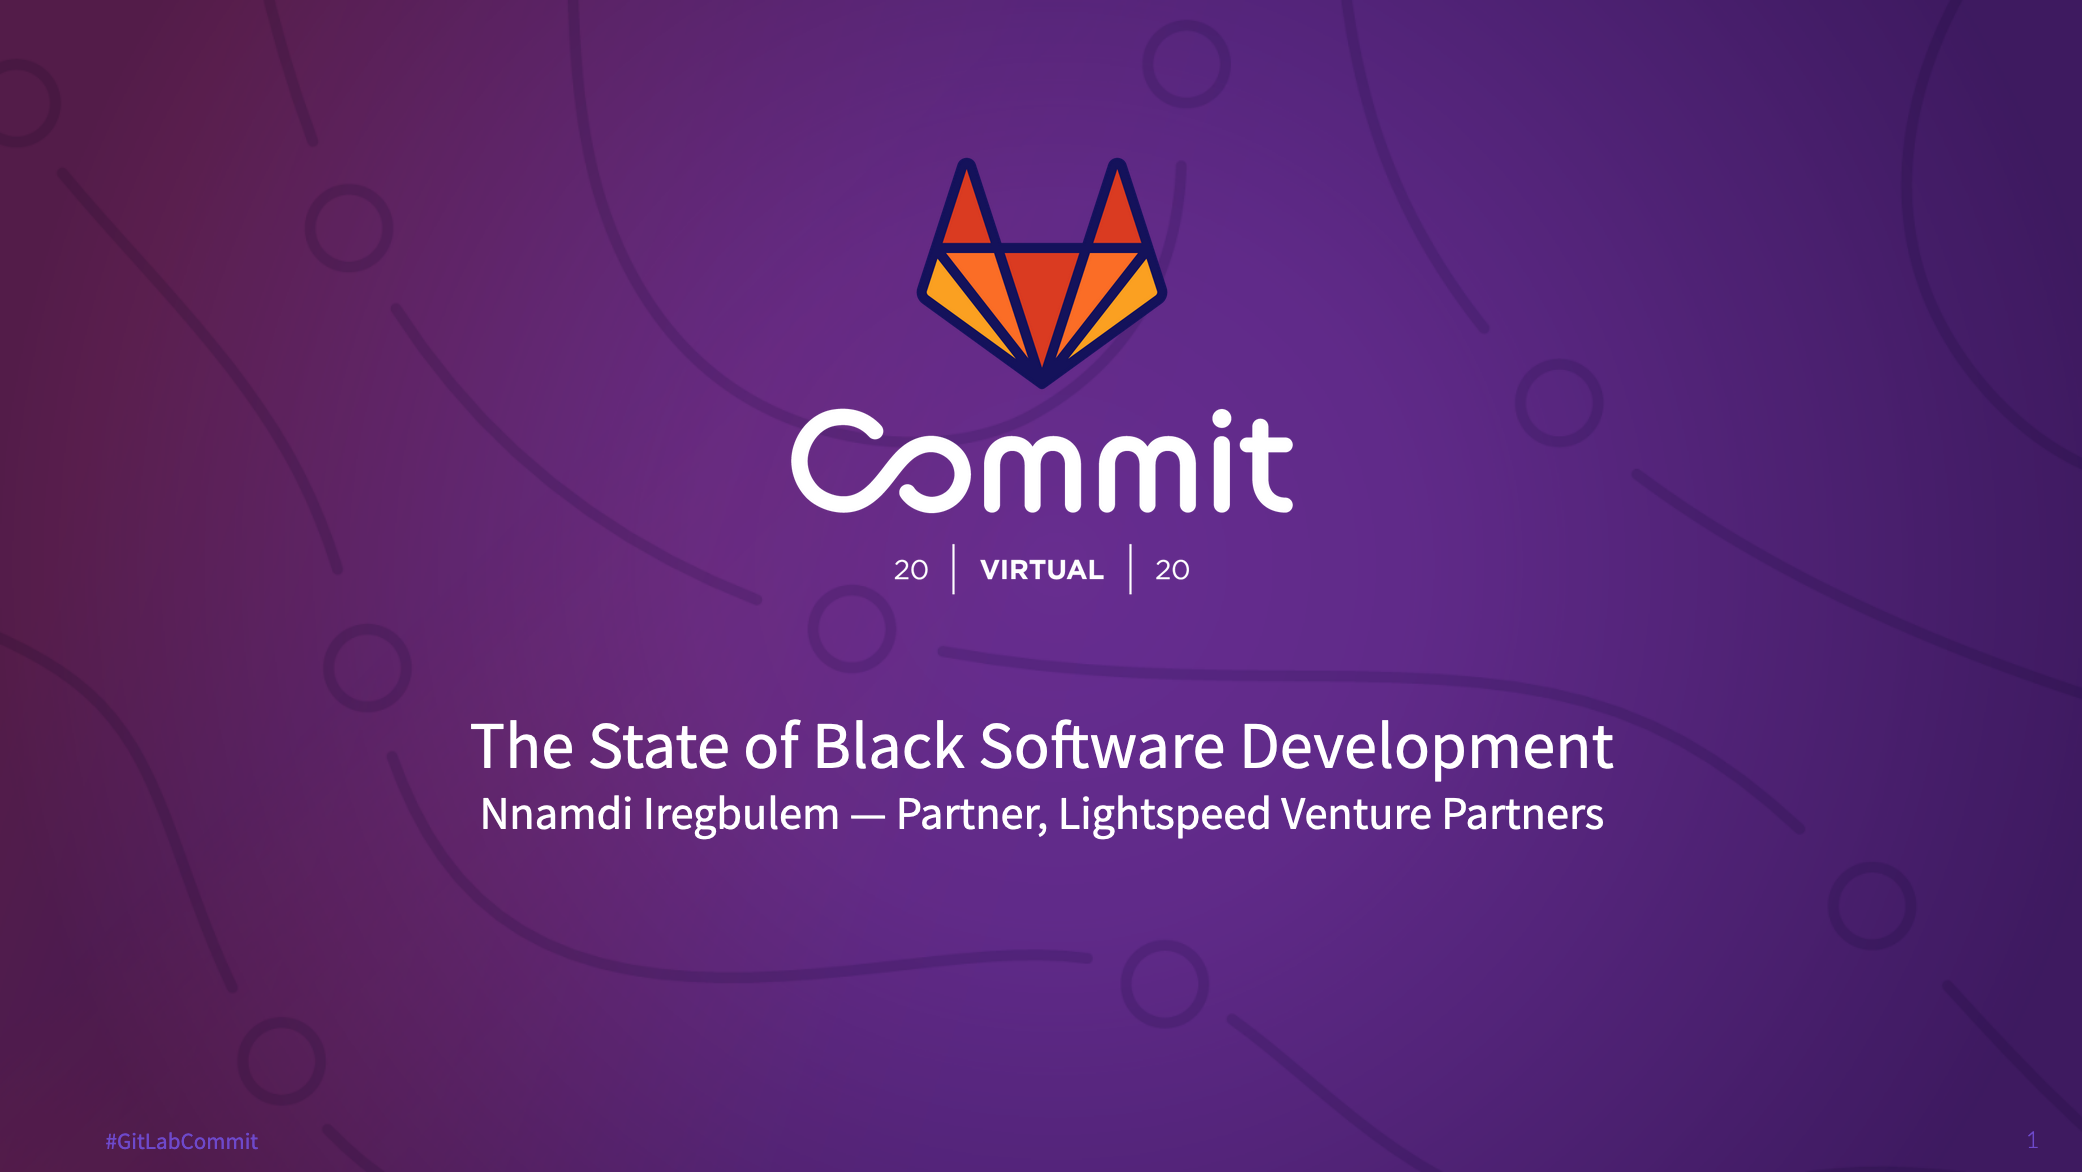 Commit
20 | VIRTUAL | 20
The State of Black Software Development
Nnamdi Iregbulem — Partner, Lightspeed Venture Partners
#GitLabCommit
1